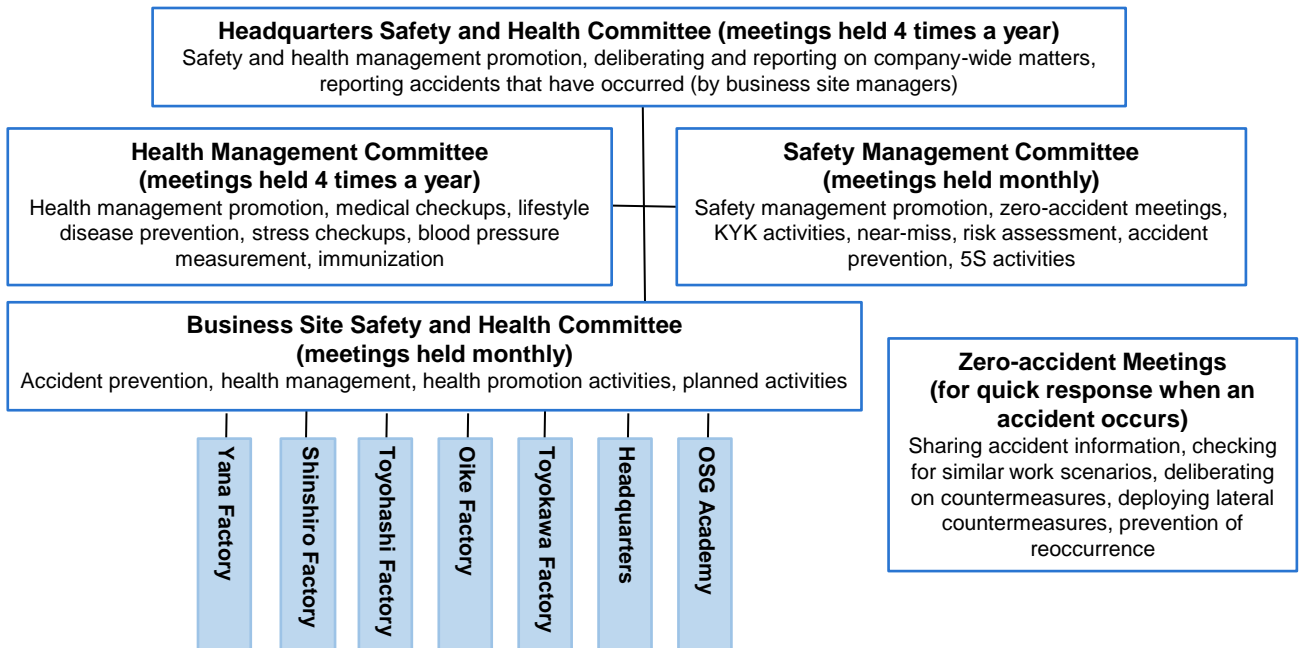 Headquarters Safety and Health Committee (meetings held 4 times a year)
Safety and health management promotion, deliberating and reporting on company-wide matters,
reporting accidents that have occurred (by business site managers)
Health Management Committee
(meetings held 4 times a year)
Health management promotion, medical checkups, lifestyle
disease prevention, stress checkups, blood pressure
measurement, immunization
Safety Management Committee
(meetings held monthly)
Safety management promotion, zero-accident meetings,
KYK activities, near-miss, risk assessment, accident
prevention, 5S activities
Business Site Safety and Health Committee
(meetings held monthly)
Accident prevention, health management, health promotion activities, planned activities
Zero-accident Meetings
(for quick response when an
accident occurs)
Sharing accident information, checking
for similar work scenarios, deliberating
on countermeasures, deploying lateral
countermeasures, prevention of
reoccurrence
Yana Factory
Shinshiro Factory
Toyohashi Factory
Oike Factory
Toyokawa Factory
Headquarters
OSG Academy